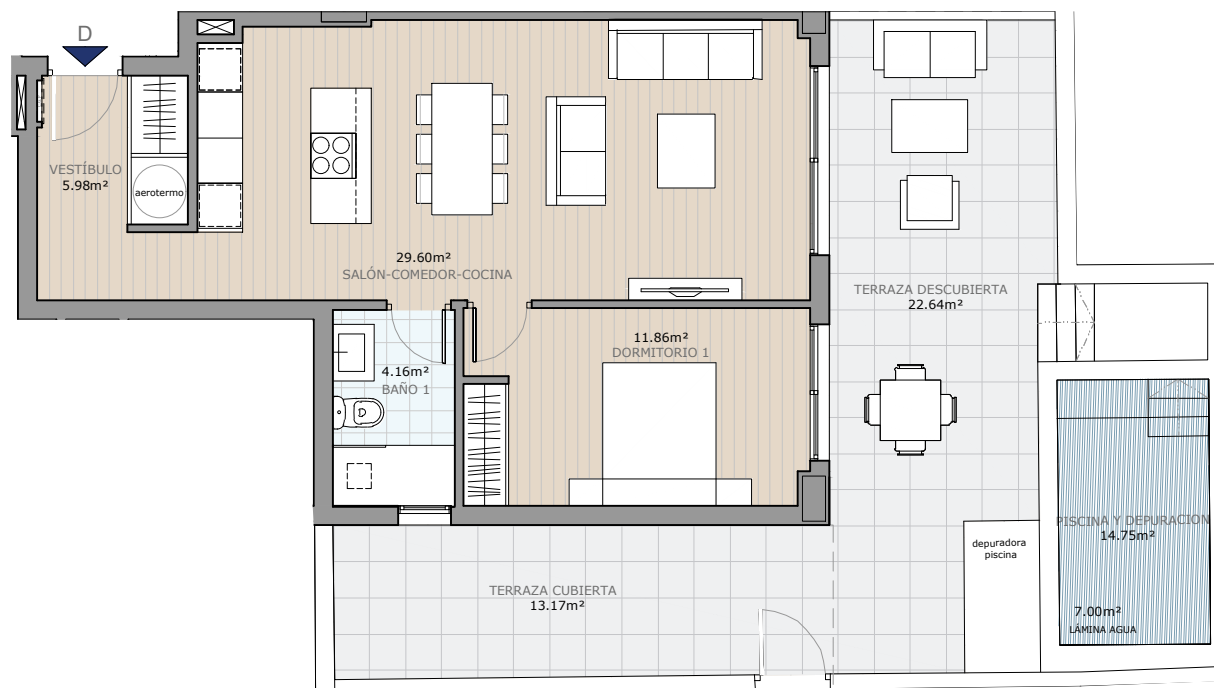 D
VESTÍBULO
5.98m²
aerotermo
29.60m²
SALÓN-COMEDOR-COCINA
TERRAZA DESCUBIERTA
22.64m²
11.86m²
DORMITORIO 1
4.16m²
BAÑO 1
PISCINA Y DEPURACION
14.75m²
depuradora
piscina
TERRAZA CUBIERTA
13.17m²
7.00m²
LÁMINA AGUA